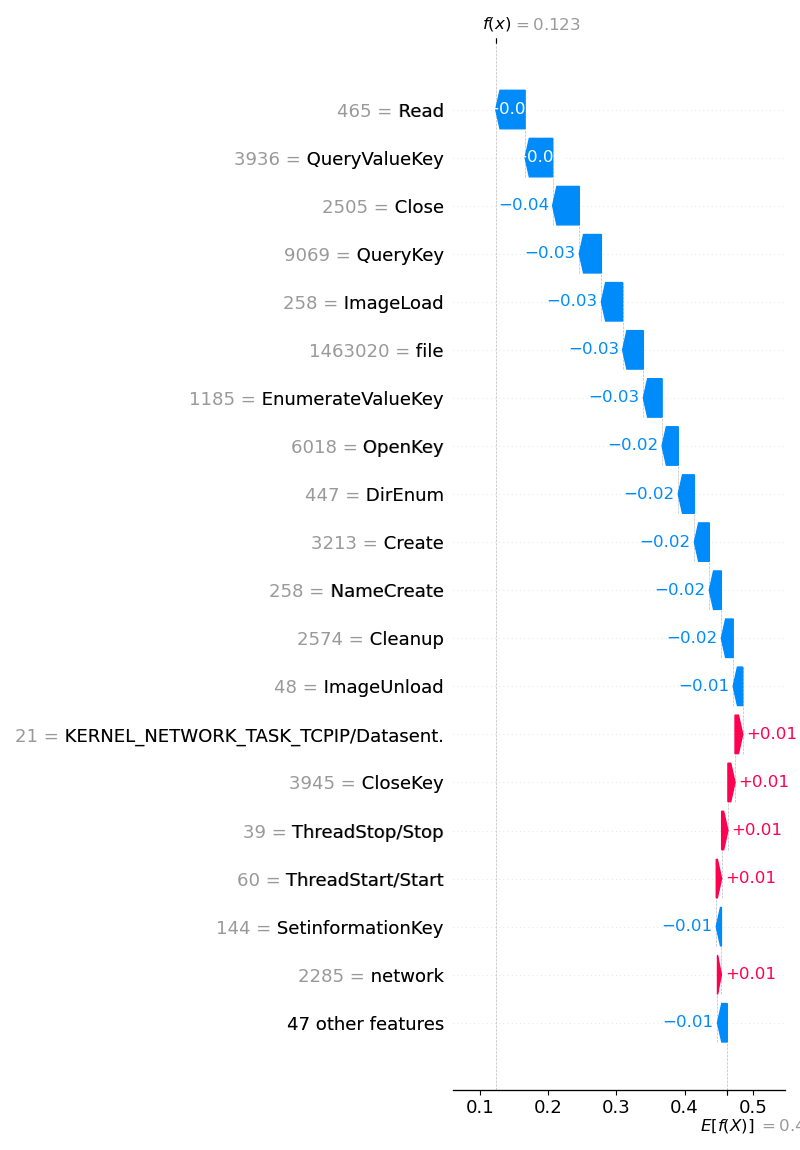 f(x) = 0.123
465 = Read
3936 = QueryValueKey
2505 = Close −0.04
9069 = QueryKey −0.03
258 = ImageLoad −0.03
1463020 = file −0.03
1185 = EnumerateValueKey −0.03
6018 = OpenKey −0.02
447 = DirEnum −0.02
3213 = Create −0.02
258 = NameCreate −0.02
2574 = Cleanup −0.02
48 = ImageUnload −0.01
21 = KERNEL_NETWORK_TASK_TCPIP/Datasent. +0.01
3945 = CloseKey +0.01
39 = ThreadStop/Stop +0.01
60 = ThreadStart/Start +0.01
144 = SetinformationKey −0.01
2285 = network +0.01
47 other features −0.01
0.1 0.2 0.3 0.4 0.5
E[f(X)] = 0.4